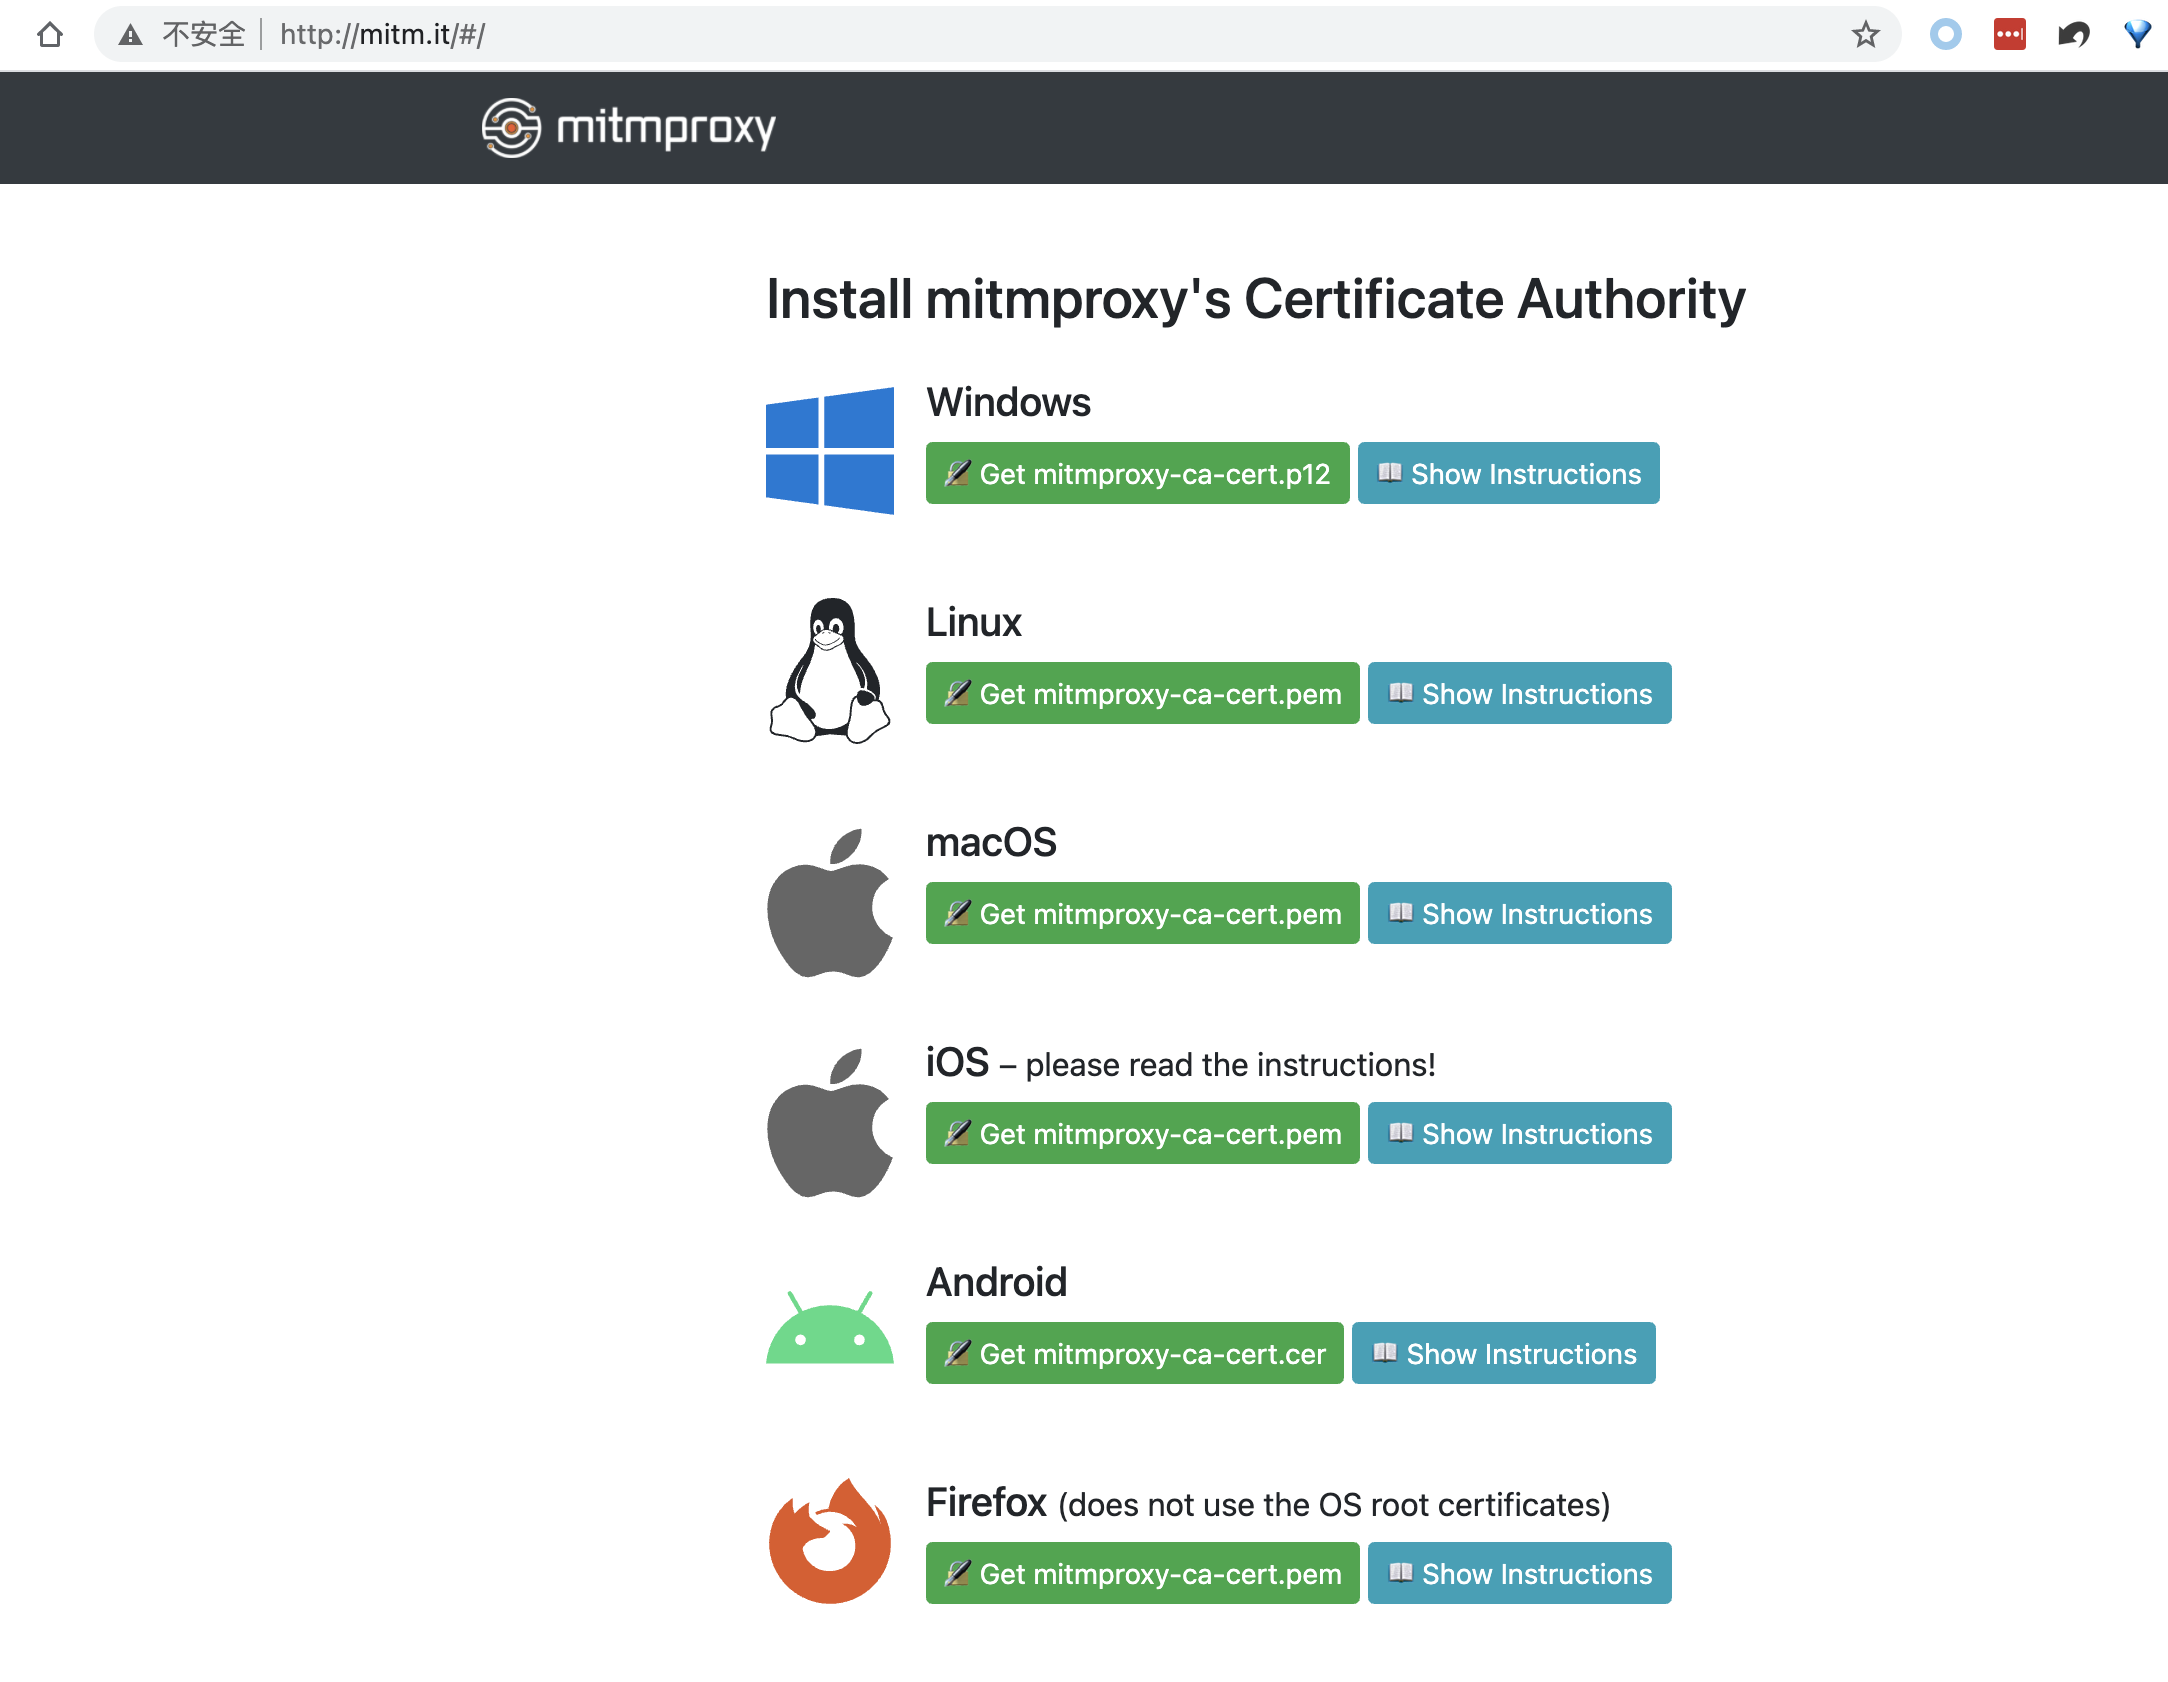 不安全 http://mitm.it/#/
mitmproxy
Install mitmproxy's Certificate Authority
Windows
Get mitmproxy-ca-cert.p12 Show Instructions
Linux
Get mitmproxy-ca-cert.pem Show Instructions
macOS
Get mitmproxy-ca-cert.pem Show Instructions
iOS – please read the instructions!
Get mitmproxy-ca-cert.pem Show Instructions
Android
Get mitmproxy-ca-cert.cer Show Instructions
Firefox (does not use the OS root certificates)
Get mitmproxy-ca-cert.pem Show Instructions